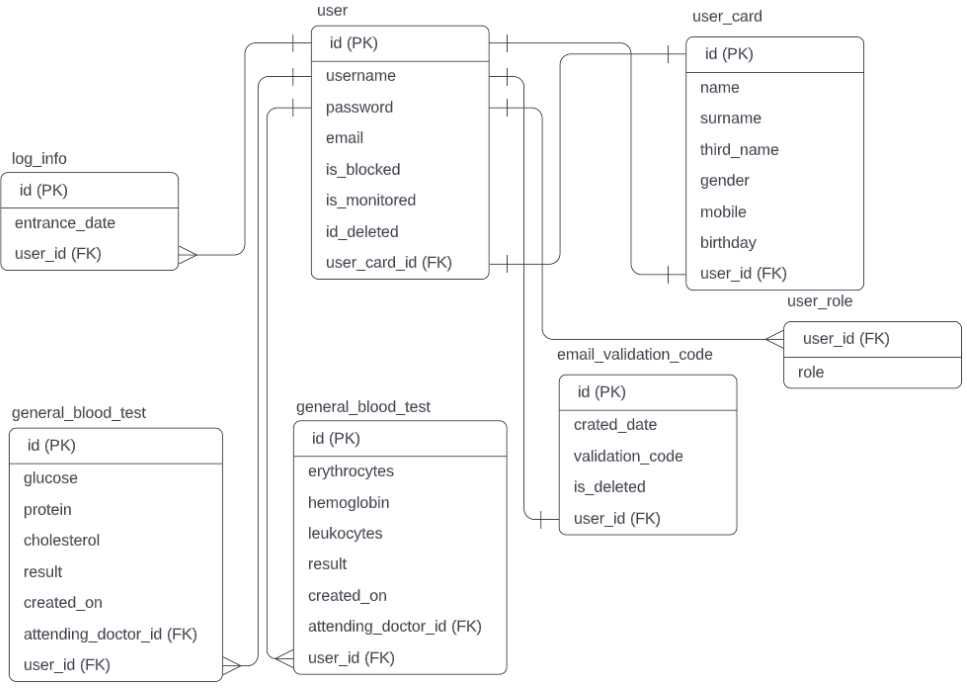 user
id (PK)
username
password
email
is_blocked
is_monitored
id_deleted
user_card_id (FK)
user_card
id (PK)
name
surname
third_name
gender
mobile
birthday
user_id (FK)
log_info
id (PK)
entrance_date
user_id (FK)
user_role
user_id (FK)
role
email_validation_code
id (PK)
crated_date
validation_code
is_deleted
user_id (FK)
general_blood_test
id (PK)
glucose
protein
cholesterol
result
created_on
attending_doctor_id (FK)
user_id (FK)
general_blood_test
id (PK)
erythrocytes
hemoglobin
leukocytes
result
created_on
attending_doctor_id (FK)
user_id (FK)